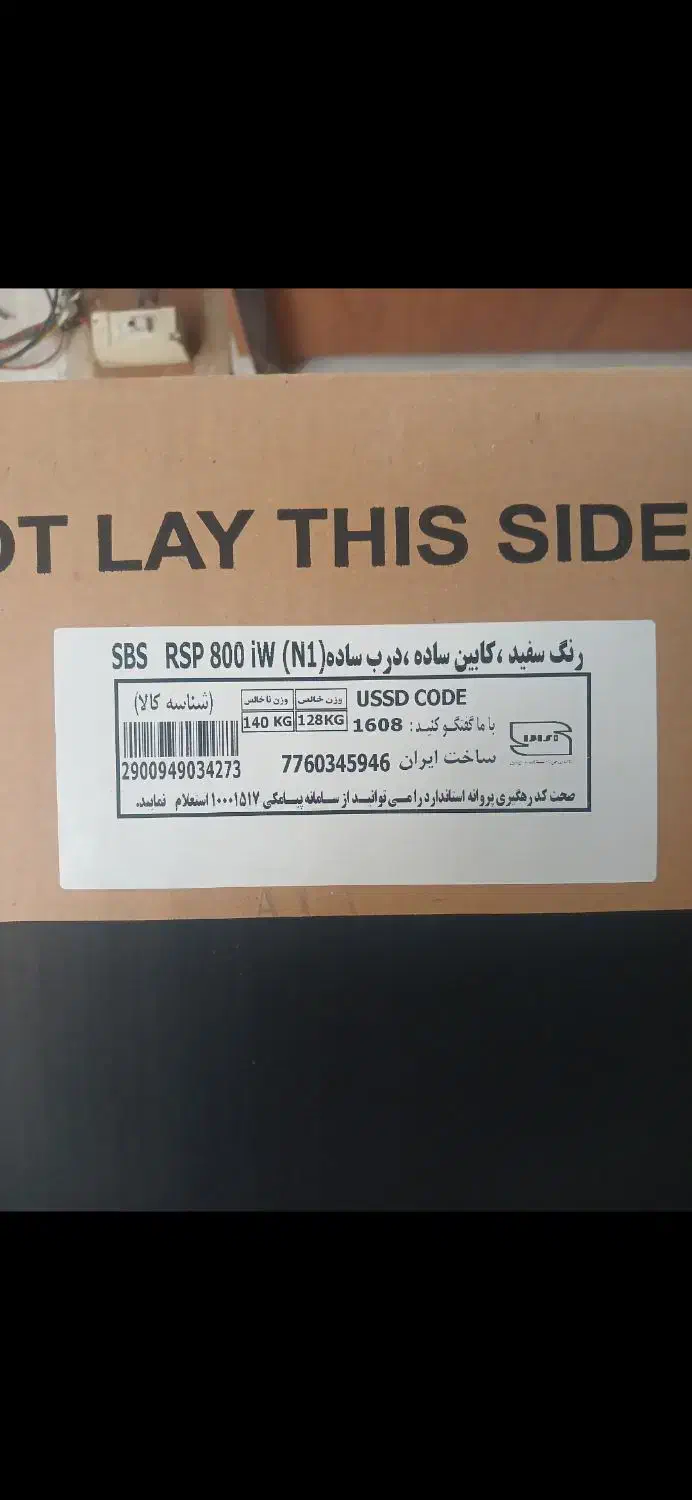 OT LAY THIS SIDE
SBS RSP 800 iW (N1) رنگ سفید ،کابین ساده ،درب ساده
(شناسه کالا)
2900949034273
وزن خالص وزن ناخالص
128KG 140 KG
USSD CODE
با ما گفتگو کنید: 1608
ساخت ایران 7760345946
صحت کد رهگیری پروانه استاندارد را می توانید از سامانه پیامکی ۱۰۰۰۱۵۱۷ استعلام نمایید.